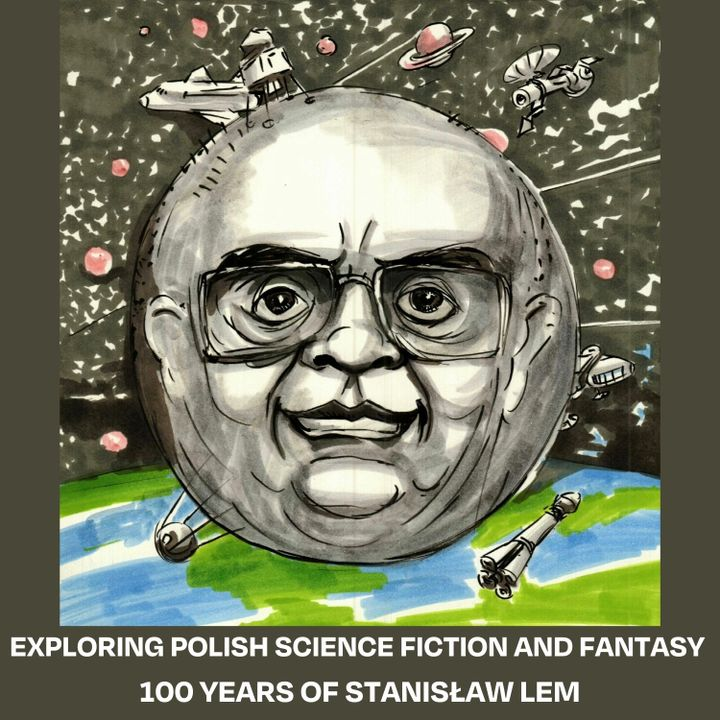 EXPLORING POLISH SCIENCE FICTION AND FANTASY
100 YEARS OF STANISŁAW LEM